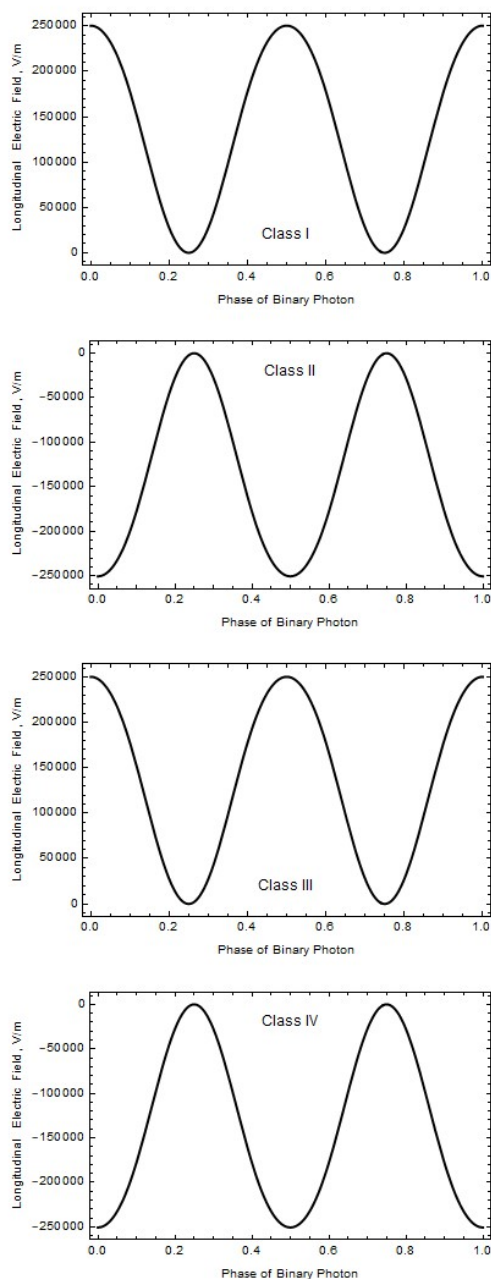 Longitudinal Electric Field, V/m
250000
200000
150000
100000
50000
0
Class I
0.0 0.2 0.4 0.6 0.8 1.0
Phase of Binary Photon
Longitudinal Electric Field, V/m
0
−50000
−100000
−150000
−200000
−250000
Class II
0.0 0.2 0.4 0.6 0.8 1.0
Phase of Binary Photon
Longitudinal Electric Field, V/m
250000
200000
150000
100000
50000
0
Class III
0.0 0.2 0.4 0.6 0.8 1.0
Phase of Binary Photon
Longitudinal Electric Field, V/m
0
−50000
−100000
−150000
−200000
−250000
Class IV
0.0 0.2 0.4 0.6 0.8 1.0
Phase of Binary Photon